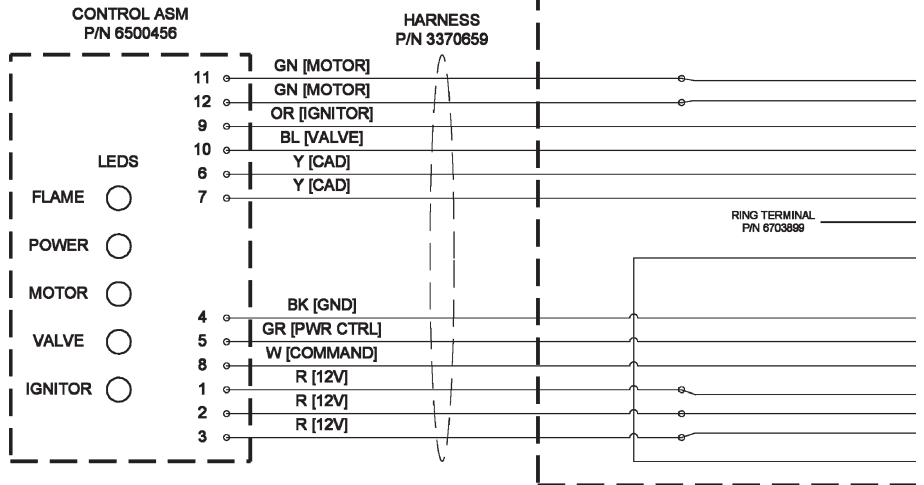 CONTROL ASM
P/N 6500456
HARNESS
P/N 3370659
11 GN [MOTOR]
12 GN [MOTOR]
9 OR [IGNITOR]
10 BL [VALVE]
6 Y [CAD]
7 Y [CAD]
LEDS
FLAME
POWER
MOTOR
VALVE
IGNITOR
RING TERMINAL
P/N 6703899
4 BK [GND]
5 GR [PWR CTRL]
8 W [COMMAND]
1 R [12V]
2 R [12V]
3 R [12V]